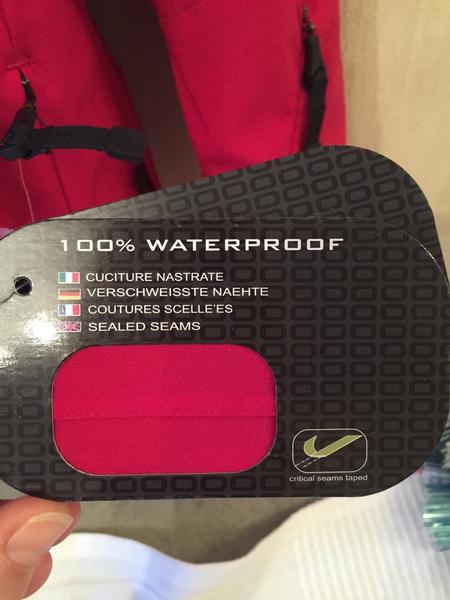 100% WATERPROOF
CUCITURE NASTRATE
VERSCHWEISSTE NAEHTE
COUTURES SCELLE'ES
SEALED SEAMS
critical seams taped